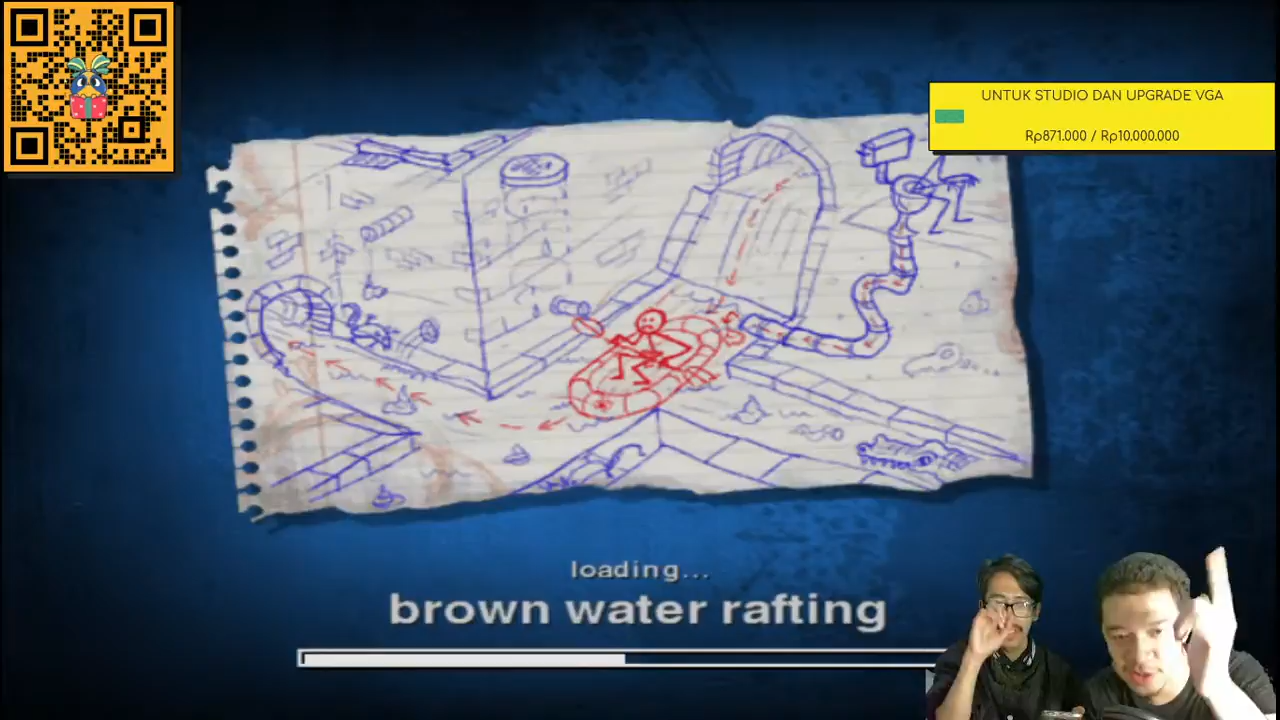 UNTUK STUDIO DAN UPGRADE VGA
Rp871.000 / Rp10.000.000
loading...
brown water rafting